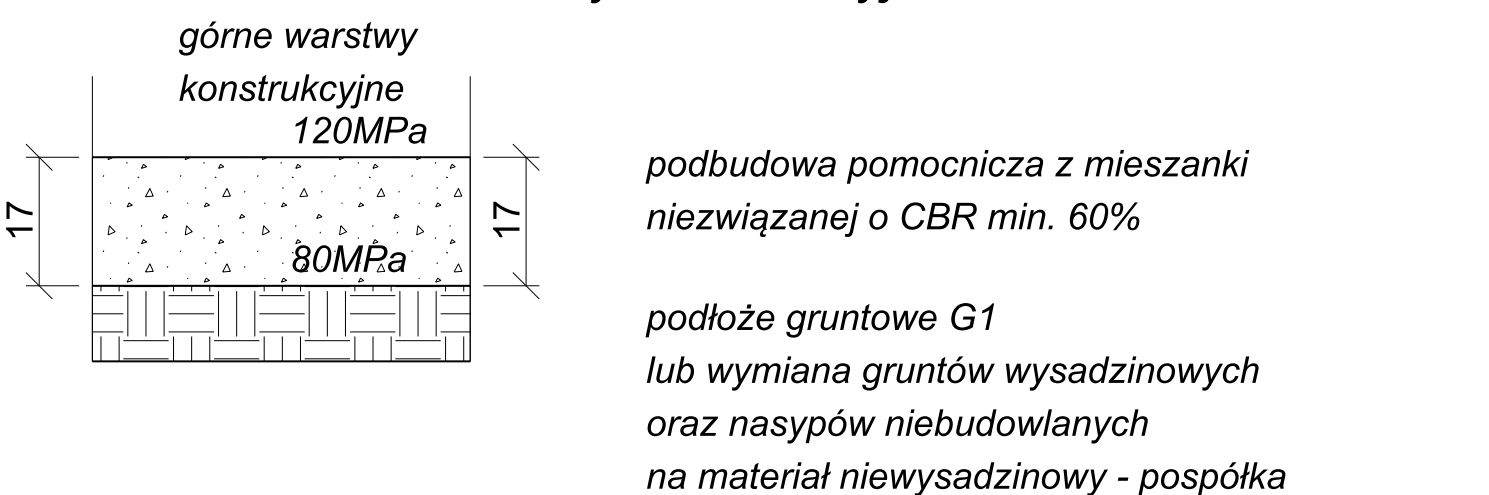 górne warstwy
konstrukcyjne
120MPa
17
17
80MPa
podbudowa pomocnicza z mieszanki
niezwiązanej o CBR min. 60%
podłoże gruntowe G1
lub wymiana gruntów wysadzinowych
oraz nasypów niebudowlanych
na materiał niewysadzinowy - pospółka